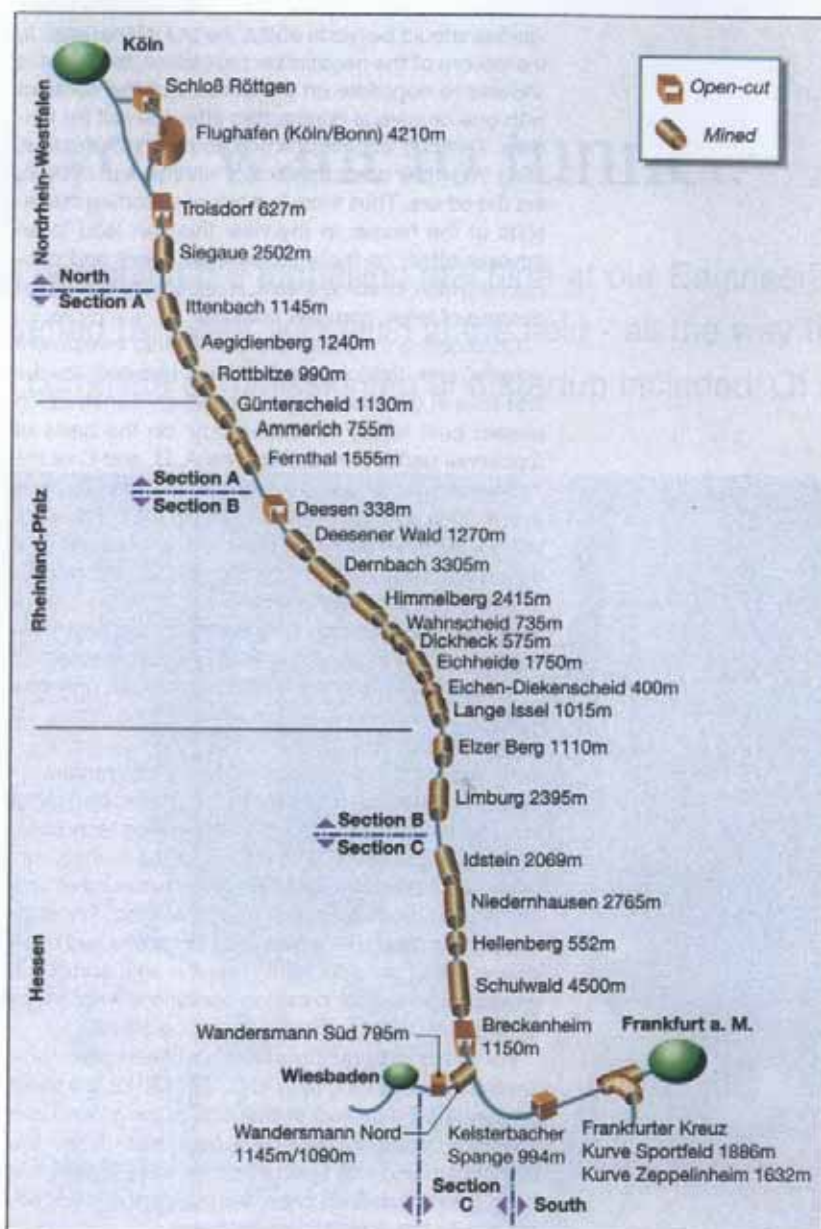 Köln
Schloß Röttgen
Flughafen (Köln/Bonn) 4210m
Troisdorf 627m
Siegaue 2502m
Nordrhein-Westfalen
North
Section A
Ittenbach 1145m
Aegidienberg 1240m
Rottbitze 990m
Günterscheid 1130m
Ammerich 755m
Fernthal 1555m
Section A
Section B
Deesen 338m
Deesener Wald 1270m
Dernbach 3305m
Himmelberg 2415m
Wahnscheid 735m
Dickheck 575m
Eichheide 1750m
Eichen-Diekenscheid 400m
Lange Issel 1015m
Rheinland-Pfalz
Elzer Berg 1110m
Limburg 2395m
Section B
Section C
Idstein 2069m
Niedernhausen 2765m
Hellenberg 552m
Schulwald 4500m
Hessen
Breckenheim
1150m
Frankfurt a. M.
Wandersmann Süd 795m
Wiesbaden
Wandersmann Nord
1145m/1090m
Kelsterbacher
Spange 994m
Frankfurter Kreuz
Kurve Sportfeld 1886m
Kurve Zeppelinheim 1632m
Section
C
South
Open-cut
Mined